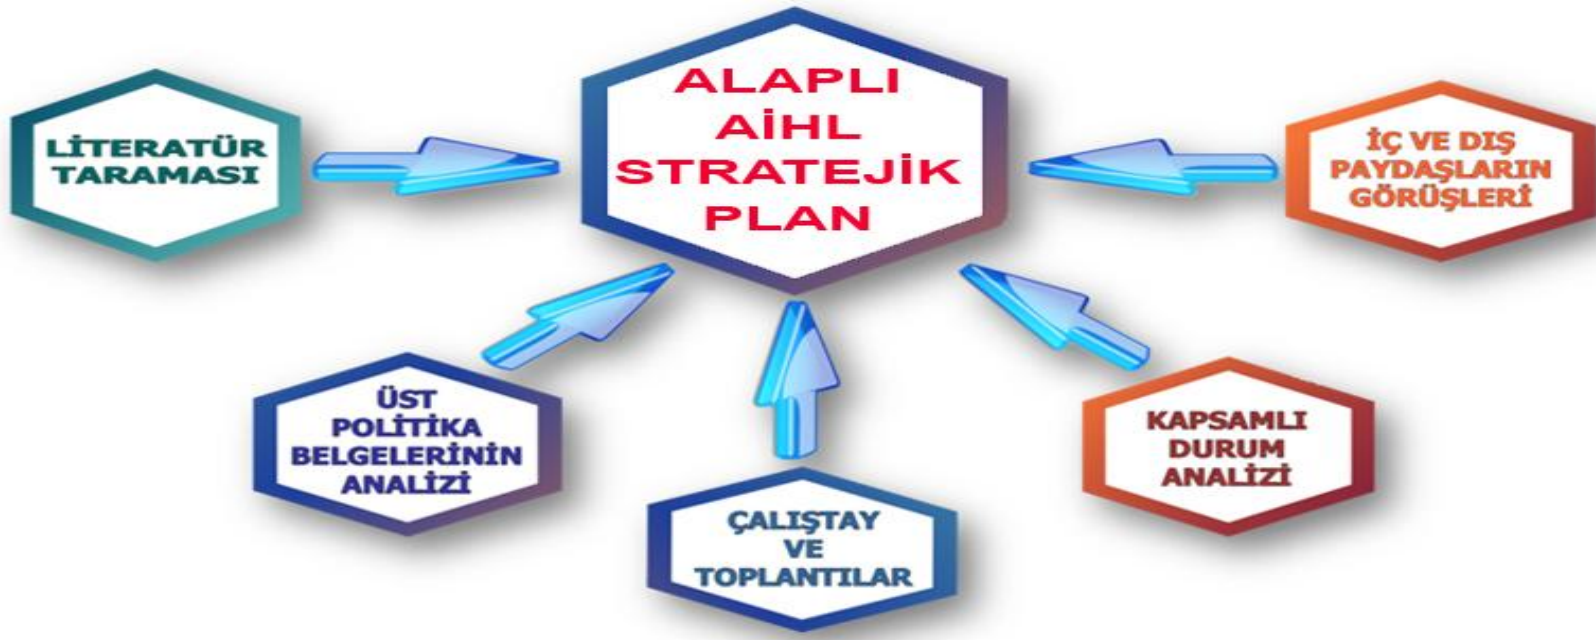 ALAPLI
AİHL
STRATEJİK
PLAN
LİTERATÜR
TARAMASI
İÇ VE DIŞ
PAYDAŞLARIN
GÖRÜŞLERİ
ÜST
POLİTİKA
BELGELERİNİN
ANALİZİ
ÇALIŞTAY
VE
TOPLANTILAR
KAPSAMLI
DURUM
ANALİZİ